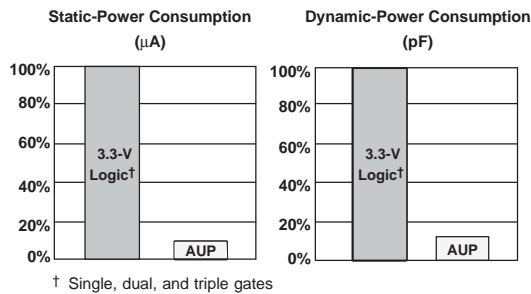 Static-Power Consumption
(μA)
100%
80%
60%
40%
20%
0%
3.3-V
Logic†
AUP
Dynamic-Power Consumption
(pF)
100%
80%
60%
40%
20%
0%
3.3-V
Logic†
AUP
† Single, dual, and triple gates